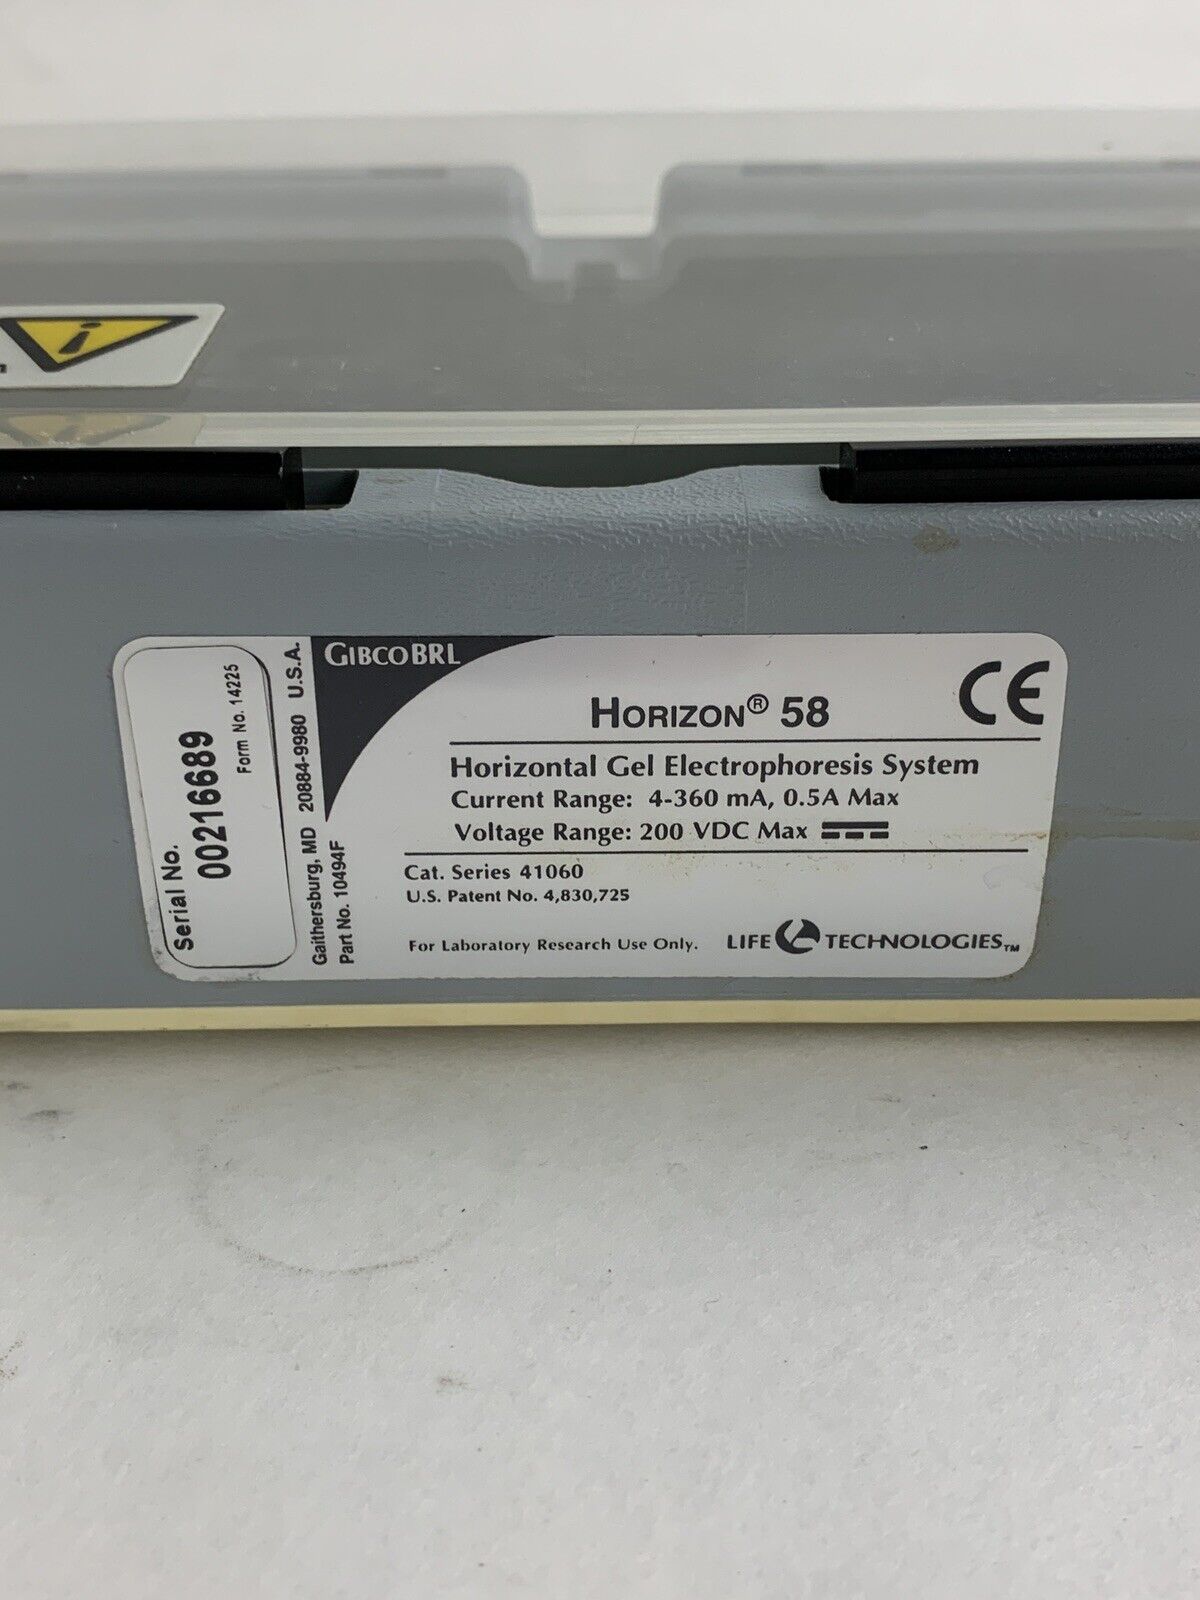 Serial No.
00216689
Form No. 14225
Gaithersburg, MD 20884-9980 U.S.A.
Part No. 10494F
GIBCOBRL
HORIZON® 58
CE
Horizontal Gel Electrophoresis System
Current Range: 4-360 mA, 0.5A Max
Voltage Range: 200 VDC Max
Cat. Series 41060
U.S. Patent No. 4,830,725
For Laboratory Research Use Only.
LIFE TECHNOLOGIES™